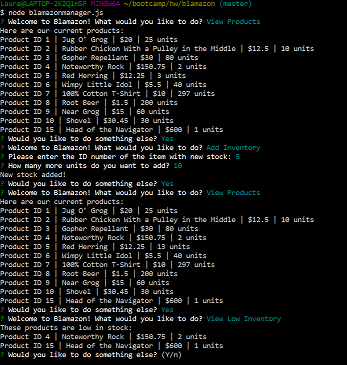 Laura@LAPTOP-2K2Q1HSF MINGW64 ~/bootcamp/hw/blamazon (master)
$ node blamazonmanager.js
? Welcome to Blamazon! What would you like to do? View Products
Here are our current products:
Product ID 1 | Jug O' Grog | $20 | 25 units
Product ID 2 | Rubber Chicken With a Pulley in the Middle | $12.5 | 10 units
Product ID 3 | Gopher Repellant | $30 | 80 units
Product ID 4 | Noteworthy Rock | $150.75 | 2 units
Product ID 5 | Red Herring | $12.25 | 3 units
Product ID 6 | Wimpy Little Idol | $5.5 | 40 units
Product ID 7 | 100% Cotton T-Shirt | $10 | 297 units
Product ID 8 | Root Beer | $1.5 | 200 units
Product ID 9 | Near Grog | $15 | 60 units
Product ID 10 | Shovel | $30.45 | 30 units
Product ID 15 | Head of the Navigator | $600 | 1 units
? Would you like to do something else? Yes
? Welcome to Blamazon! What would you like to do? Add Inventory
? Please enter the ID number of the item with new stock: 5
? How many more units do you want to add? 10
New stock added!
? Would you like to do something else? Yes
? Welcome to Blamazon! What would you like to do? View Products
Here are our current products:
Product ID 1 | Jug O' Grog | $20 | 25 units
Product ID 2 | Rubber Chicken With a Pulley in the Middle | $12.5 | 10 units
Product ID 3 | Gopher Repellant | $30 | 80 units
Product ID 4 | Noteworthy Rock | $150.75 | 2 units
Product ID 5 | Red Herring | $12.25 | 13 units
Product ID 6 | Wimpy Little Idol | $5.5 | 40 units
Product ID 7 | 100% Cotton T-Shirt | $10 | 297 units
Product ID 8 | Root Beer | $1.5 | 200 units
Product ID 9 | Near Grog | $15 | 60 units
Product ID 10 | Shovel | $30.45 | 30 units
Product ID 15 | Head of the Navigator | $600 | 1 units
? Would you like to do something else? Yes
? Welcome to Blamazon! What would you like to do? View Low Inventory
These products are low in stock:
Product ID 4 | Noteworthy Rock | $150.75 | 2 units
Product ID 15 | Head of the Navigator | $600 | 1 units
? Would you like to do something else? (Y/n)